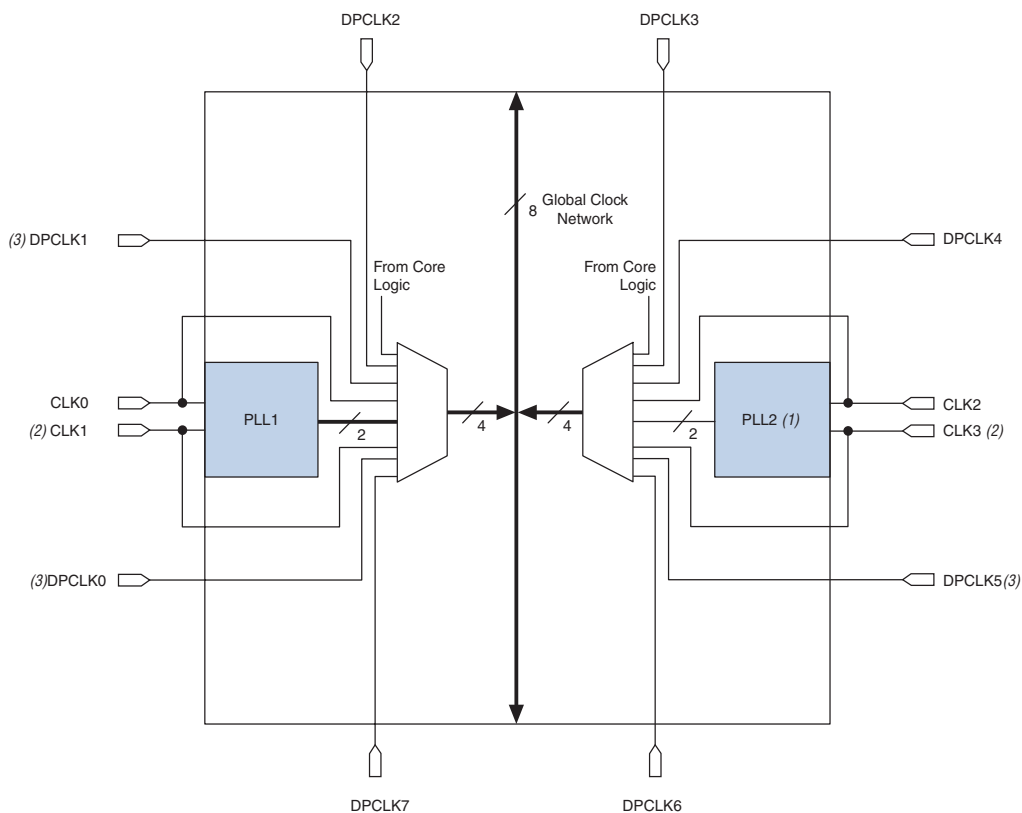 DPCLK2
DPCLK3
8
Global Clock
Network
(3) DPCLK1
DPCLK4
From Core
Logic
From Core
Logic
CLK0
PLL1
2
4
4
2
PLL2 (1)
CLK2
(2) CLK1
CLK3 (2)
(3)DPCLK0
DPCLK5(3)
DPCLK7
DPCLK6